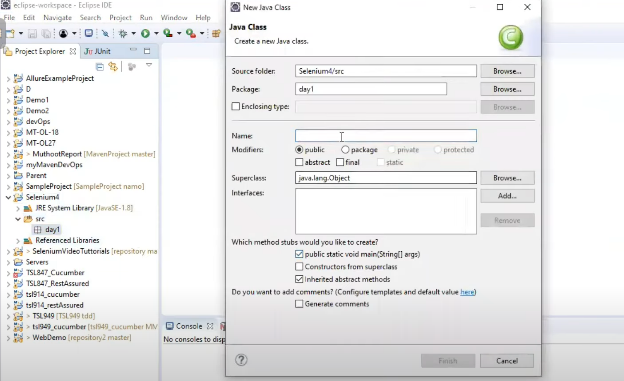 eclipse-workspace - Eclipse IDE
File Edit Navigate Search Project Run Window Help
Project Explorer
JUnit
AllureExampleProject
D
Demo1
Demo2
devOps
MT-OL-18
MT-OL27
> MuthootReport [MavenProject master]
myMavenDevOps
Parent
SampleProject [SampleProject namo]
Selenium4
JRE System Library [JavaSE-1.8]
src
day1
Referenced Libraries
> SeleniumVideoTuttorials [repository ma
Servers
TSL847_Cucumber
TSL847_RestAssured
tsl914_cucumber
tsl914_restAssured
> TSL949 [TSL949 tdd]
> tsl949_cucumber [tsl949_cucumber MM
> WebDemo [repository2 master]
Console
No consoles to disp
New Java Class
Java Class
Create a new Java class.
Source folder: Selenium4/src Browse...
Package: day1 Browse...
Enclosing type: Browse...
Name:
Modifiers: public package private protected
abstract final static
Superclass: java.lang.Object Browse...
Interfaces: Add...
Remove
Which method stubs would you like to create?
public static void main(String[] args)
Constructors from superclass
Inherited abstract methods
Do you want to add comments? (Configure templates and default value here)
Generate comments
Finish Cancel